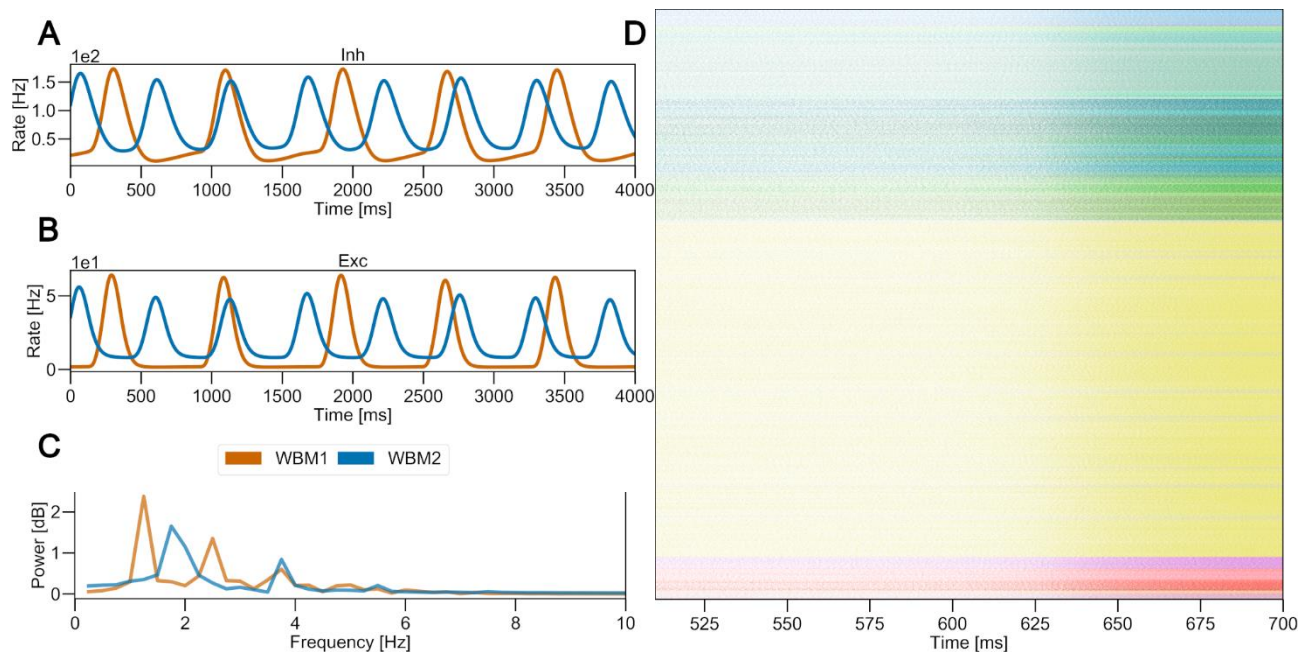 A
Inh
1e2
1.5
1.0
0.5
Rate [Hz]
0 500 1000 1500 2000 2500 3000 3500 4000
Time [ms]
B
Exc
1e1
5
0
Rate [Hz]
0 500 1000 1500 2000 2500 3000 3500 4000
Time [ms]
C
WBM1 WBM2
2
1
0
Power [dB]
0 2 4 6 8 10
Frequency [Hz]
D
525 550 575 600 625 650 675 700
Time [ms]